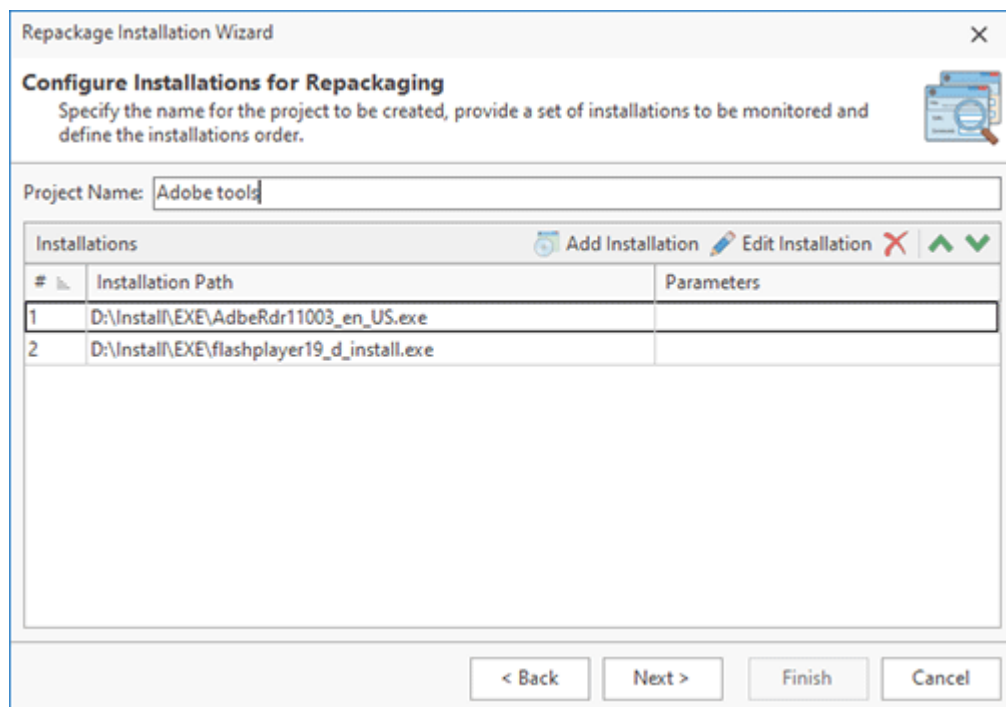 Repackage Installation Wizard
Configure Installations for Repackaging
Specify the name for the project to be created, provide a set of installations to be monitored and
define the installations order.
Project Name: Adobe tools
Installations Add Installation Edit Installation
# Installation Path Parameters
1 D:\Install\EXE\AdbeRdr11003_en_US.exe
2 D:\Install\EXE\flashplayer19_d_install.exe
< Back Next > Finish Cancel